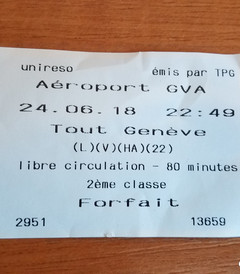 unireso émis par TPG
Aéroport GVA
24.06.18 22:49
Tout Genève
(L)(V)(HA)(22)
libre circulation - 80 minutes
2ème classe
Forfait
2951 13659